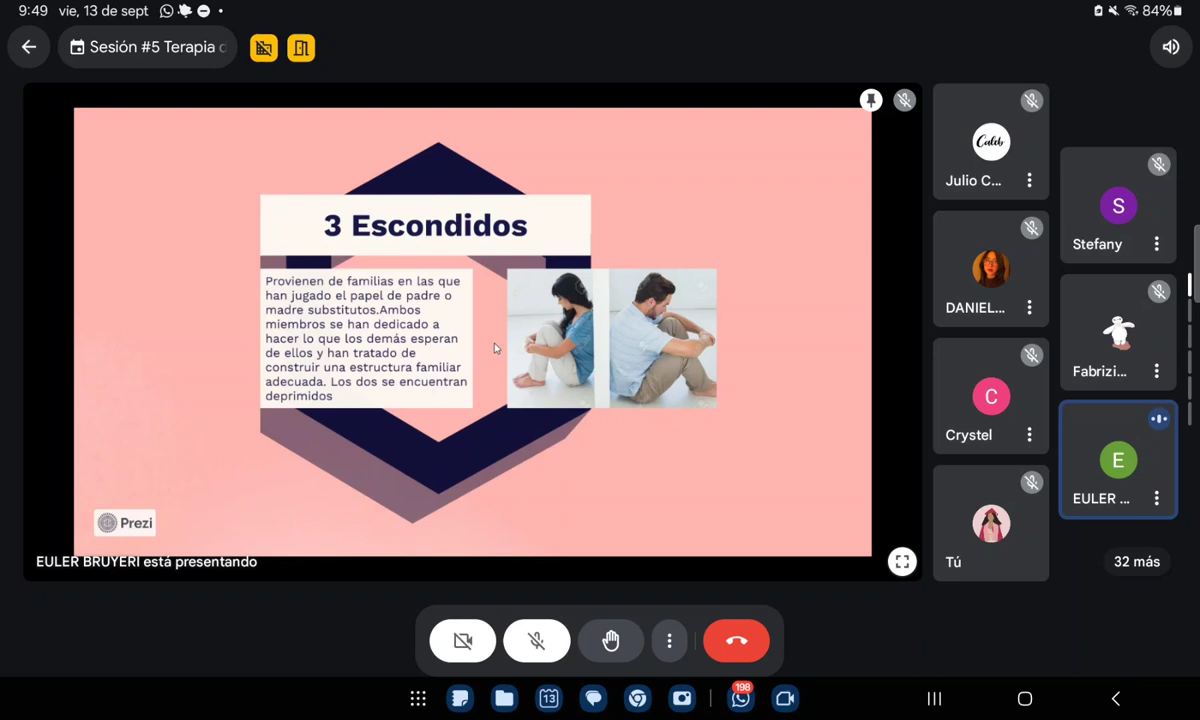 9:49 vie, 13 de sept
84%
Sesión #5 Terapia
3 Escondidos
Provienen de familias en las que
han jugado el papel de padre o
madre substitutos.Ambos
miembros se han dedicado a
hacer lo que los demás esperan
de ellos y han tratado de
construir una estructura familiar
adecuada. Los dos se encuentran
deprimidos
Prezi
EULER BRUYERI está presentando
Caleb
Julio C...
DANIEL...
C
Crystel
Tú
S
Stefany
Fabrizi...
E
EULER ...
32 más
13
198